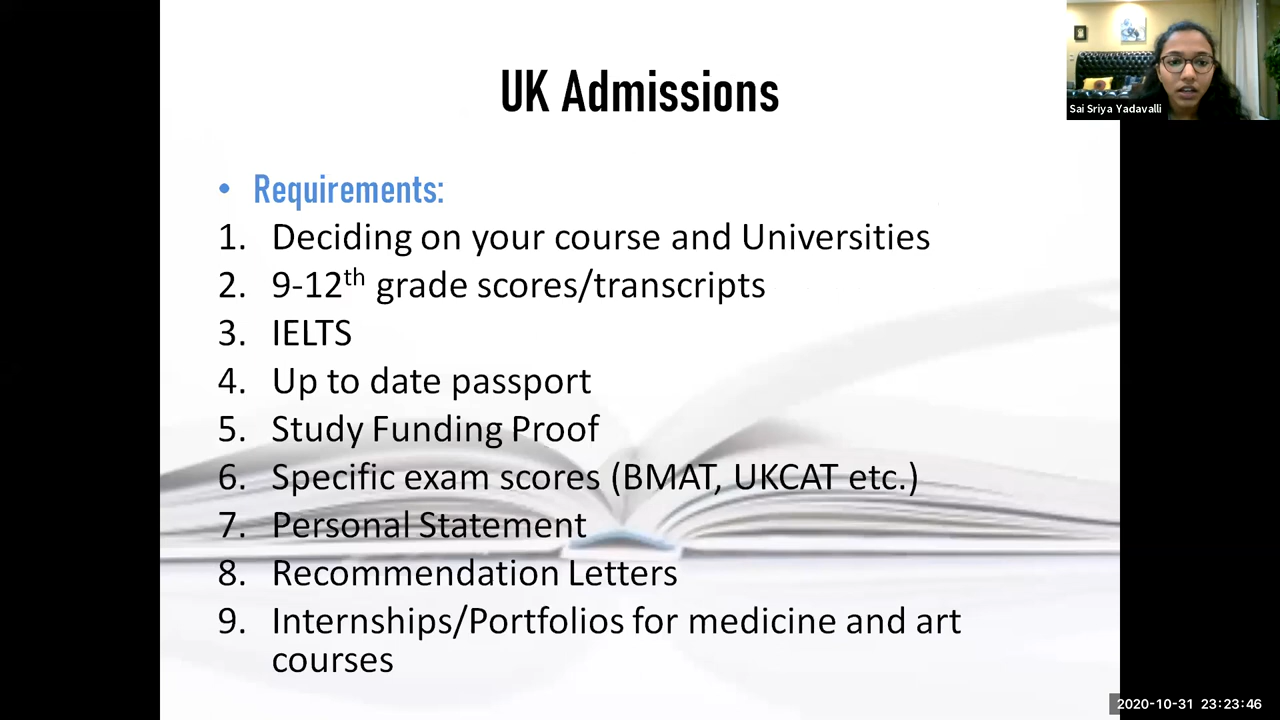 UK Admissions
Sai Sriya Yadavalli
• Requirements:
1. Deciding on your course and Universities
2. 9-12th grade scores/transcripts
3. IELTS
4. Up to date passport
5. Study Funding Proof
6. Specific exam scores (BMAT, UKCAT etc.)
7. Personal Statement
8. Recommendation Letters
9. Internships/Portfolios for medicine and art
courses
2020-10-31 23:23:46